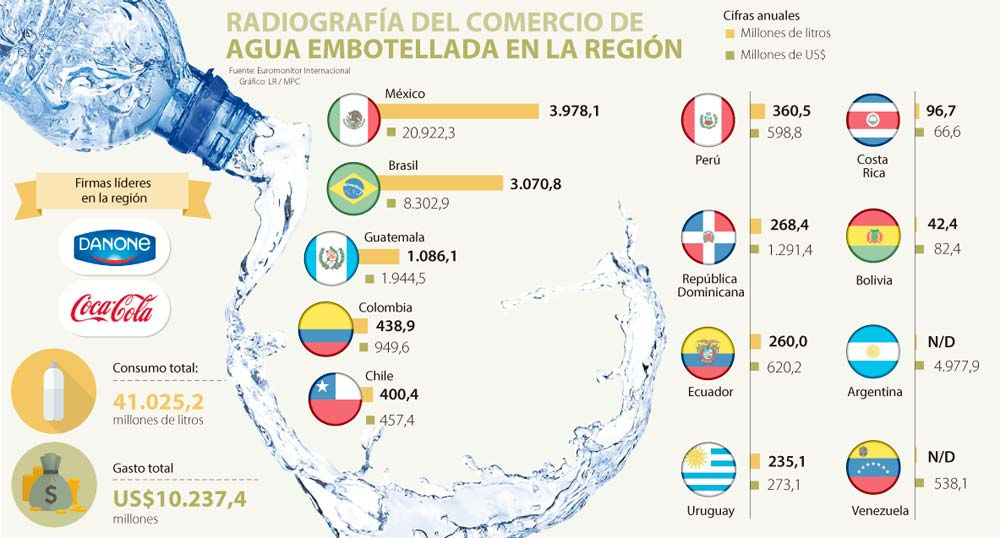 RADIOGRAFÍA DEL COMERCIO DE
AGUA EMBOTELLADA EN LA REGIÓN
Fuente: Euromonitor Internacional
Gráfico: LR / MPC
Cifras anuales
Millones de litros
Millones de US$
Firmas líderes
en la región
DANONE
Coca-Cola
Consumo total:
41.025,2
millones de litros
Gasto total
US$10.237,4
millones
México
3.978,1
20.922,3
Brasil
3.070,8
8.302,9
Guatemala
1.086,1
1.944,5
Colombia
438,9
949,6
Chile
400,4
457,4
360,5
598,8
Perú
268,4
1.291,4
República
Dominicana
260,0
620,2
Ecuador
235,1
273,1
Uruguay
96,7
66,6
Costa
Rica
42,4
82,4
Bolivia
N/D
4.977,9
Argentina
N/D
538,1
Venezuela